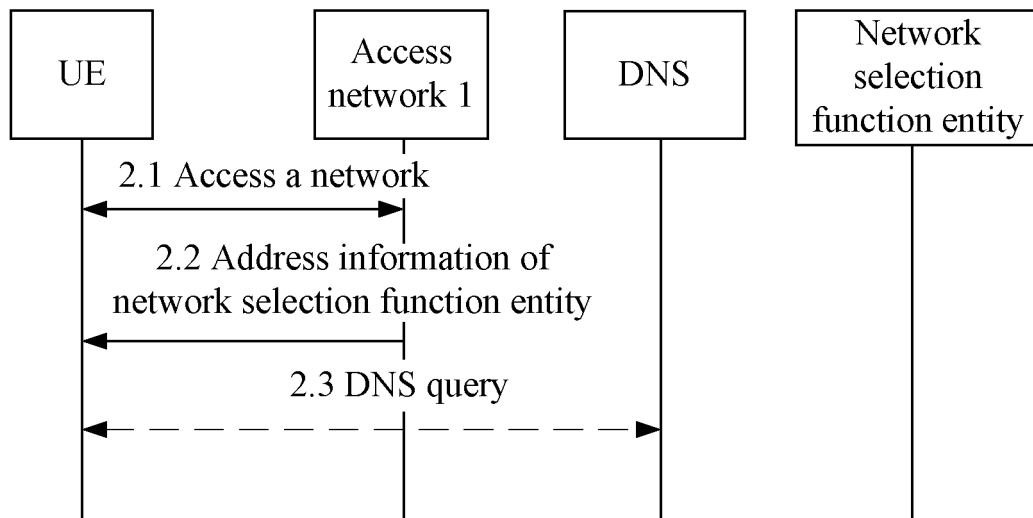 UE
Access
network 1
DNS
Network
selection
function entity
2.1 Access a network
2.2 Address information of
network selection function entity
2.3 DNS query